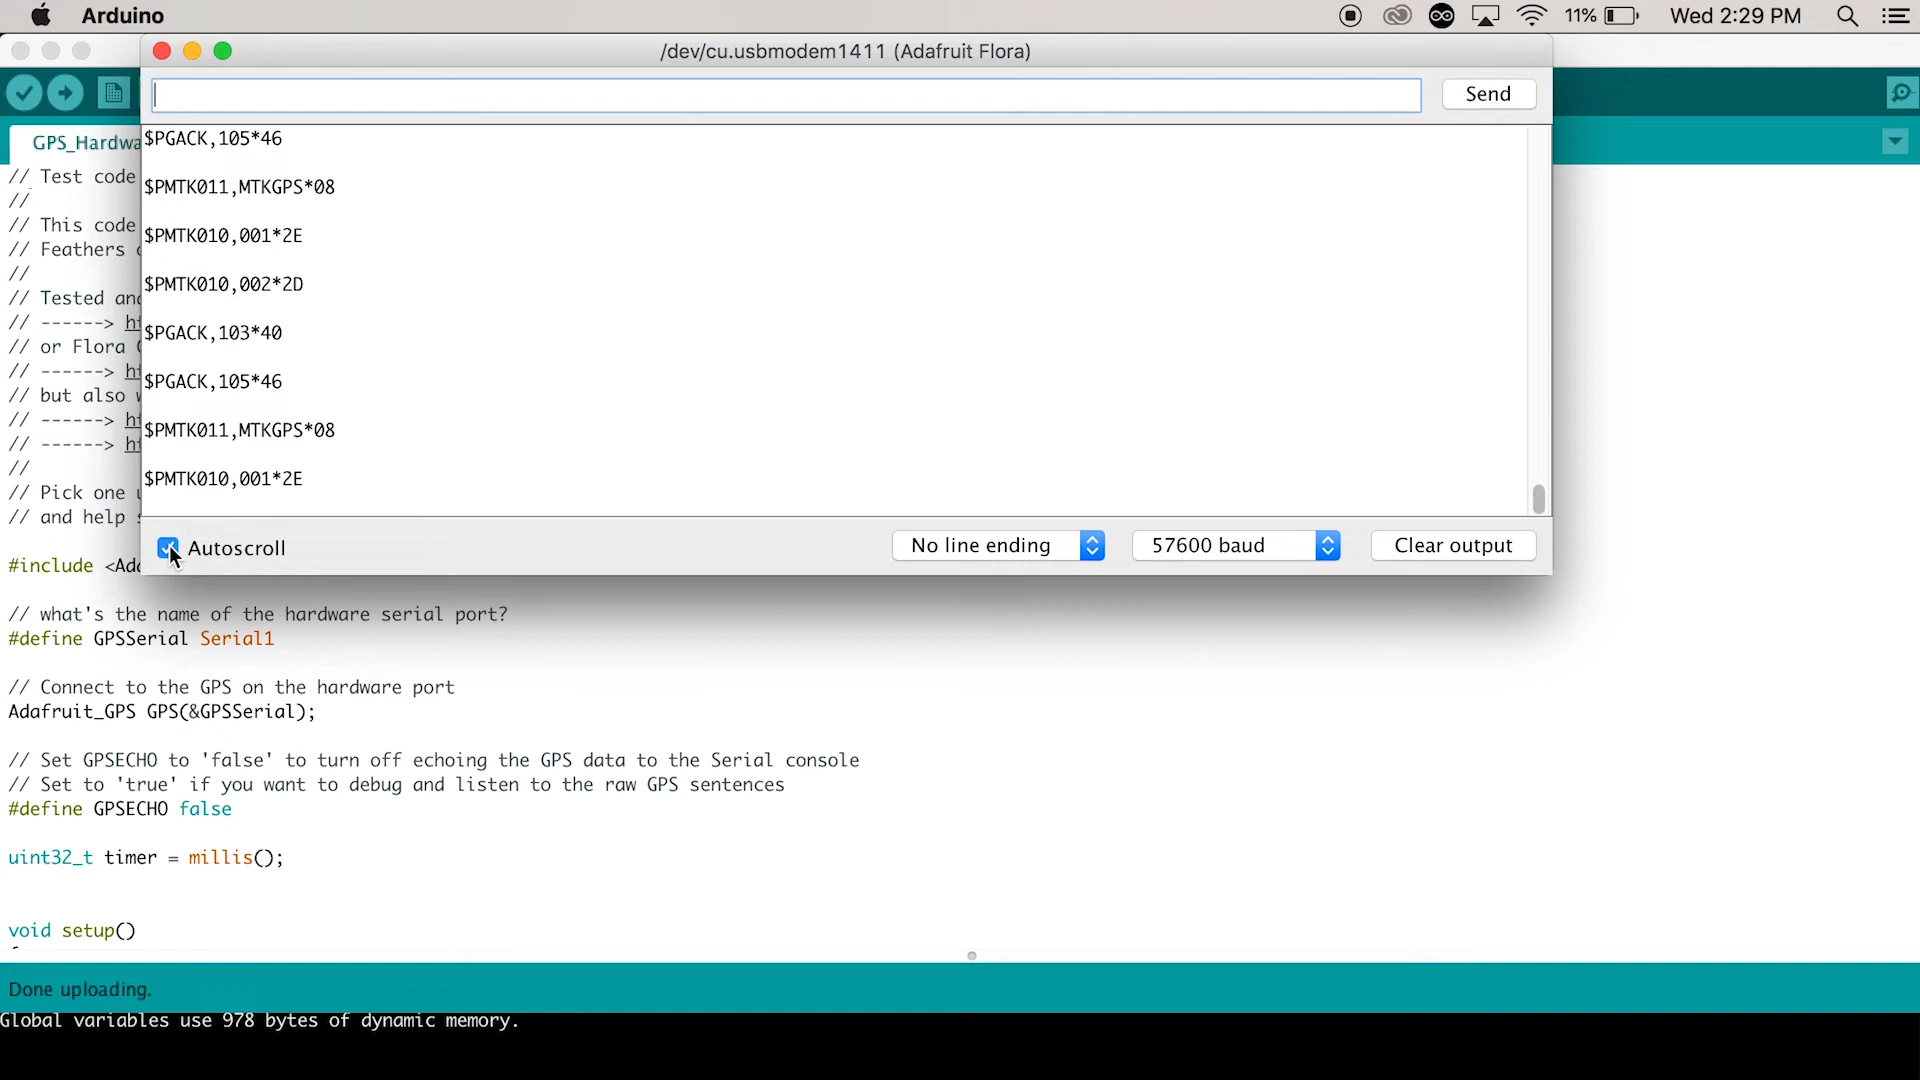 Arduino
11%
Wed 2:29 PM
/dev/cu.usbmodem1411 (Adafruit Flora)
Send
$PGACK,105*46
$PMTK011,MTKGPS*08
$PMTK010,001*2E
$PMTK010,002*2D
$PGACK,103*40
$PGACK,105*46
$PMTK011,MTKGPS*08
$PMTK010,001*2E
Autoscroll
No line ending
57600 baud
Clear output
GPS_Hardwa
// Test code
//
// This code
// Feathers
//
// Tested and
// ------> ht
// or Flora
// ------> ht
// but also
// ------> ht
// ------> ht
//
// Pick one
// and help
#include <Ada
// what's the name of the hardware serial port?
#define GPSSerial Serial1
// Connect to the GPS on the hardware port
Adafruit_GPS GPS(&GPSSerial);
// Set GPSECHO to 'false' to turn off echoing the GPS data to the Serial console
// Set to 'true' if you want to debug and listen to the raw GPS sentences
#define GPSECHO false
uint32_t timer = millis();
void setup()
Done uploading.
Global variables use 978 bytes of dynamic memory.